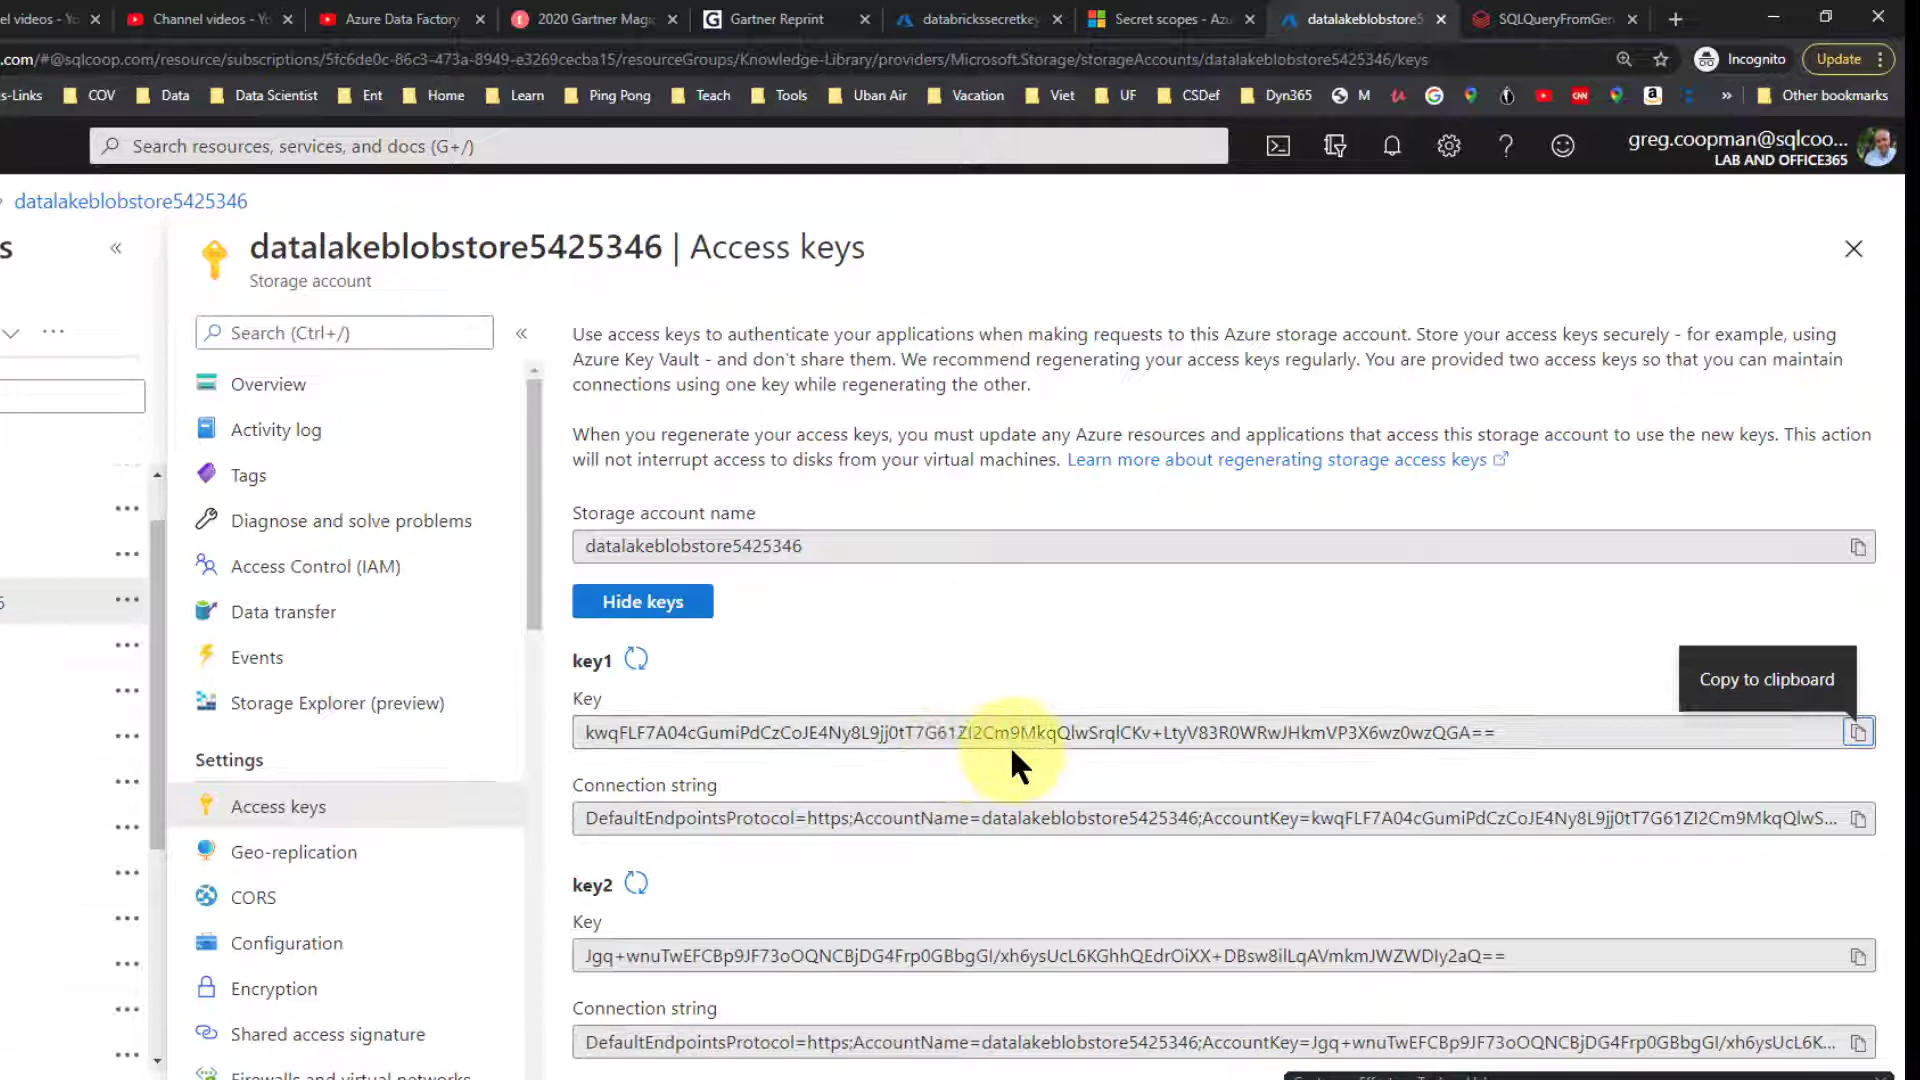 el videos - Yo
Channel videos - Yo
Azure Data Factory
2020 Gartner Magic
Gartner Reprint
databrickssecretkey
Secret scopes - Azu
datalakeblobstore5
SQLQueryFromGen
.com/#@sqlcoop.com/resource/subscriptions/5fc6de0c-86c3-473a-8949-e3269cecba15/resourceGroups/Knowledge-Library/providers/Microsoft.Storage/storageAccounts/datalakeblobstore5425346/keys
Incognito
Update
s-Links
COV
Data
Data Scientist
Ent
Home
Learn
Ping Pong
Teach
Tools
Uban Air
Vacation
Viet
UF
CSDef
Dyn365
M
Other bookmarks
Search resources, services, and docs (G+/)
greg.coopman@sqlcoo...
LAB AND OFFICE365
datalakeblobstore5425346
s
datalakeblobstore5425346 | Access keys
Storage account
Search (Ctrl+/)
Overview
Activity log
Tags
Diagnose and solve problems
Access Control (IAM)
Data transfer
Events
Storage Explorer (preview)
Settings
Access keys
Geo-replication
CORS
Configuration
Encryption
Shared access signature
Firewalls and virtual networks
Use access keys to authenticate your applications when making requests to this Azure storage account. Store your access keys securely - for example, using
Azure Key Vault - and don't share them. We recommend regenerating your access keys regularly. You are provided two access keys so that you can maintain
connections using one key while regenerating the other.
When you regenerate your access keys, you must update any Azure resources and applications that access this storage account to use the new keys. This action
will not interrupt access to disks from your virtual machines. Learn more about regenerating storage access keys
Storage account name
datalakeblobstore5425346
Hide keys
key1
Key
Copy to clipboard
kwqFLF7A04cGumiPdCzCoJE4Ny8L9jj0tT7G61ZI2Cm9MkqQlwSrqlCKv+LtyV83R0WRwJHkmVP3X6wz0wzQGA==
Connection string
DefaultEndpointsProtocol=https;AccountName=datalakeblobstore5425346;AccountKey=kwqFLF7A04cGumiPdCzCoJE4Ny8L9jj0tT7G61ZI2Cm9MkqQlwS...
key2
Key
Jgq+wnuTwEFCBp9JF73oOQNCBjDG4Frp0GBbgGI/xh6ysUcL6KGhhQEdrOiXX+DBsw8ilLqAVmkmJWZWDIy2aQ==
Connection string
DefaultEndpointsProtocol=https;AccountName=datalakeblobstore5425346;AccountKey=Jgq+wnuTwEFCBp9JF73oOQNCBjDG4Frp0GBbgGI/xh6ysUcL6K...